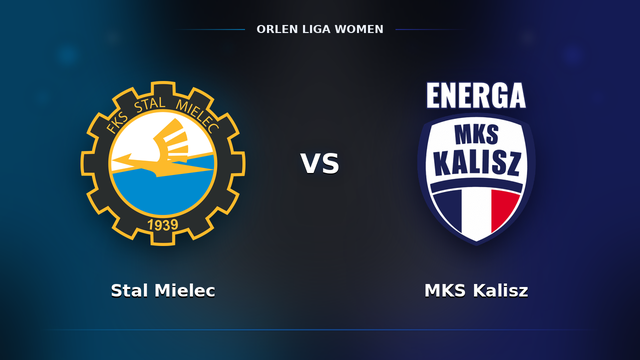 ORLEN LIGA WOMEN
FKS STAL MIELEC
1939
VS
ENERGA
MKS
KALISZ
Stal Mielec
MKS Kalisz